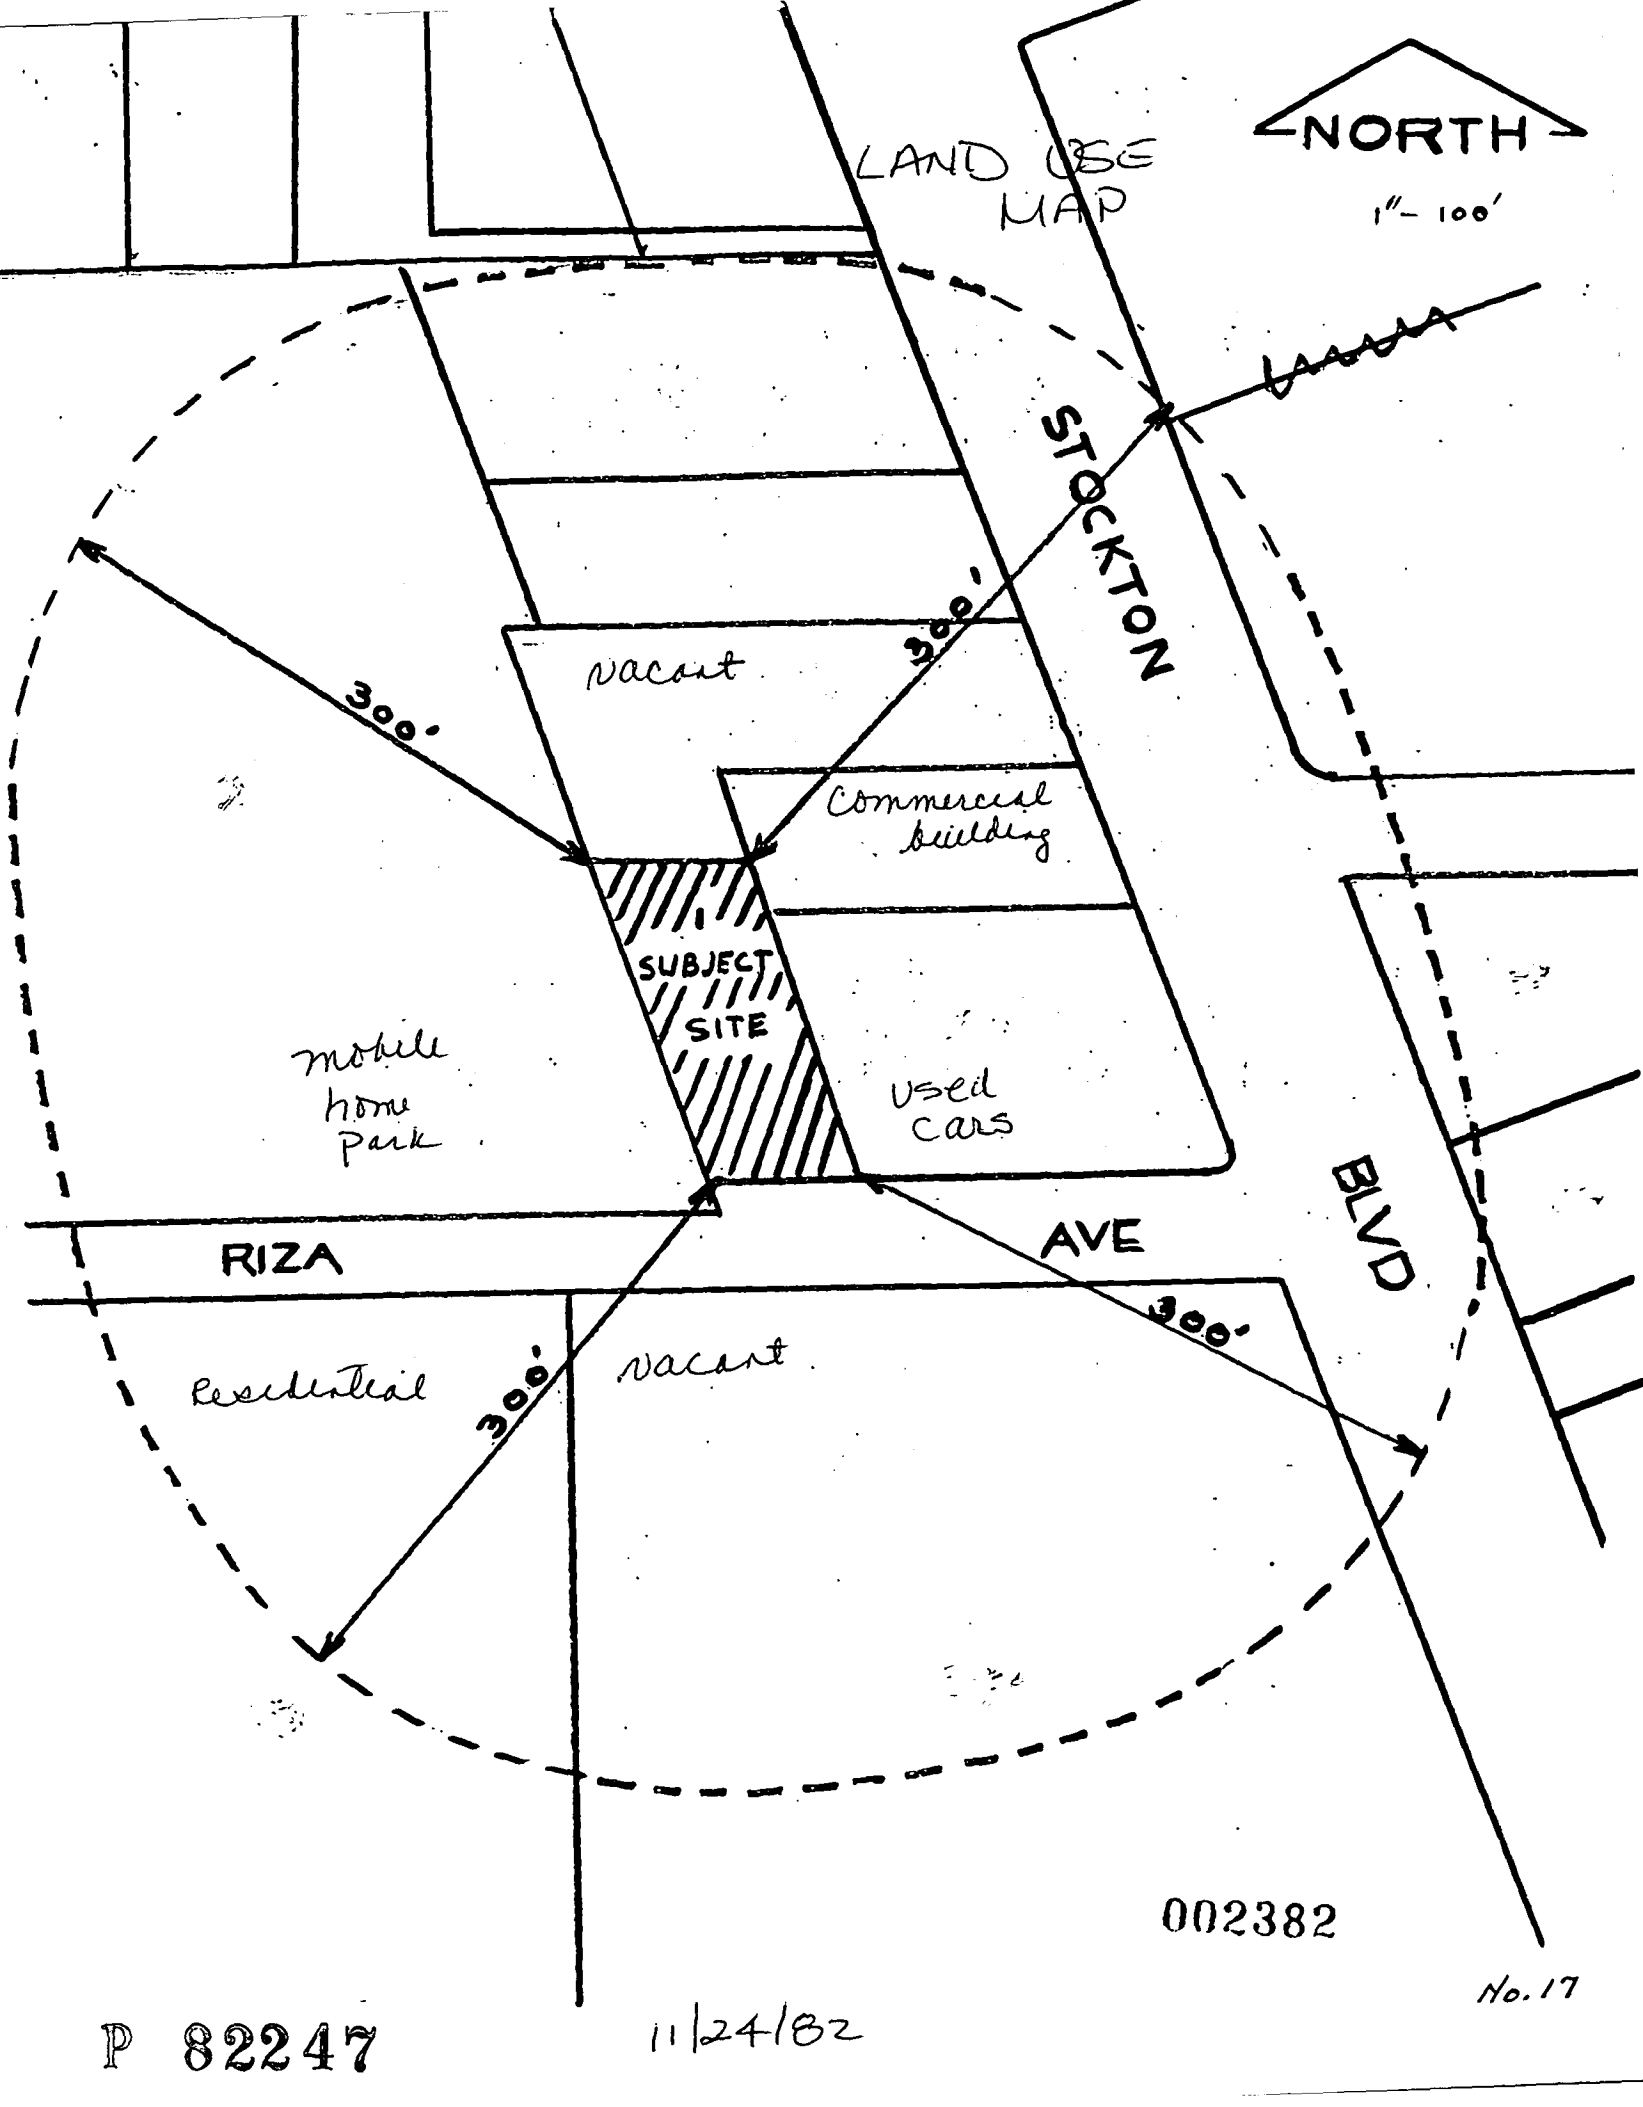 NORTH
LAND USE
MAP
1"- 100'
STOCKTON
300'
vacant
300'
Commercial
building
SUBJECT
SITE
mobile
home
park
used
cars
BLVD
RIZA
AVE
300'
Residential
300'
vacant
002382
No. 17
P 82247
11/24/82